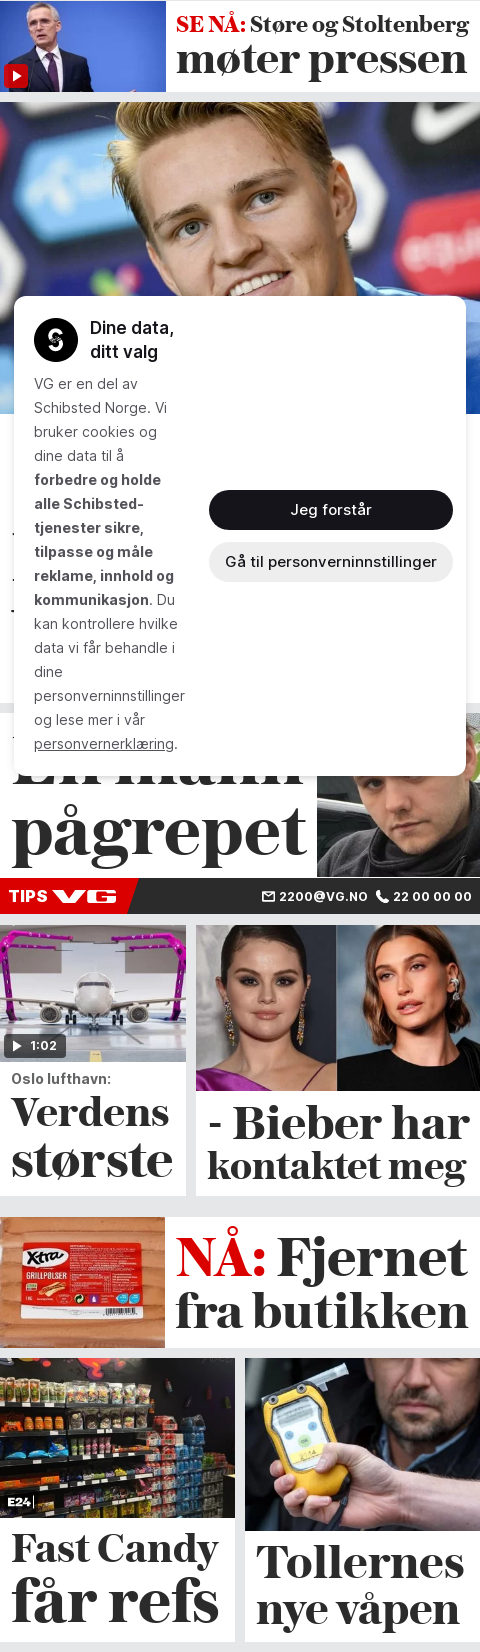 SE NÅ: Støre og Stoltenberg
møter pressen
Dine data,
ditt valg
VG er en del av
Schibsted Norge. Vi
bruker cookies og
dine data til å
forbedre og holde
alle Schibsted-
tjenester sikre,
tilpasse og måle
reklame, innhold og
kommunikasjon. Du
kan kontrollere hvilke
data vi får behandle i
dine
personverninnstillinger
og lese mer i vår
personvernerklæring.
Jeg forstår
Gå til personverninnstillinger
En mann
pågrepet
TIPS VG
2200@VG.NO 22 00 00 00
1:02
Oslo lufthavn:
Verdens
største
- Bieber har
kontaktet meg
X-tra
GRILLPØLSER
NÅ: Fjernet
fra butikken
E24
Fast Candy
får refs
Tollernes
nye våpen